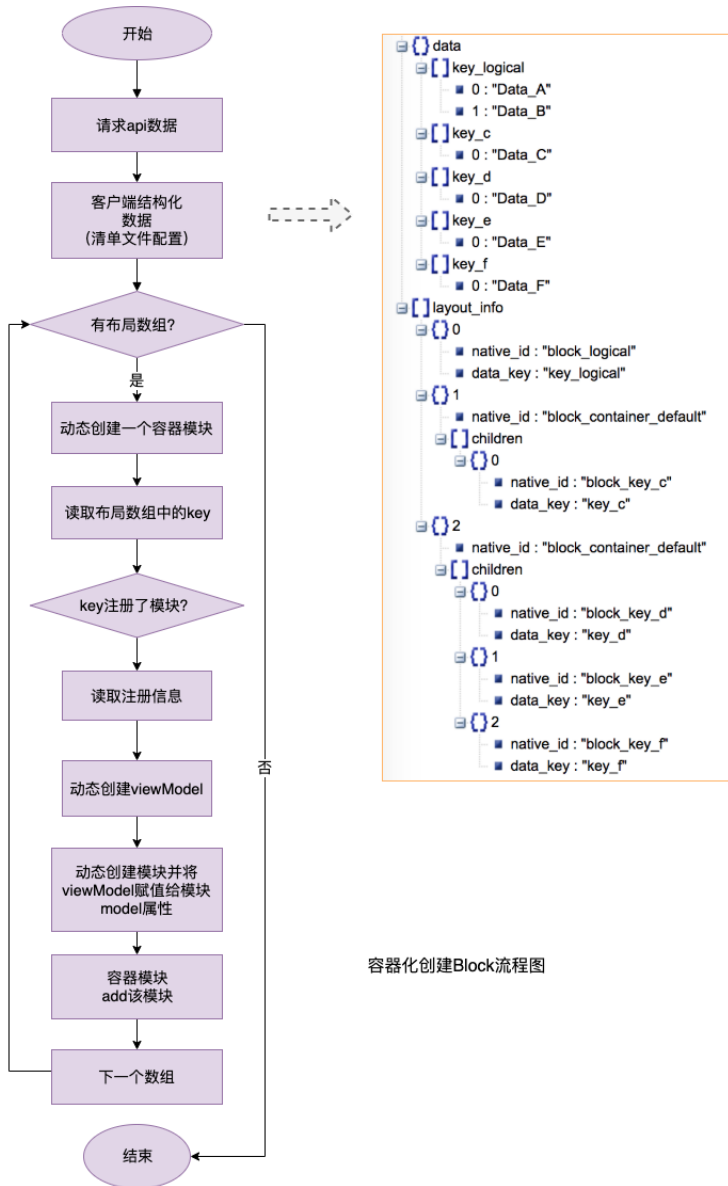 开始
请求api数据
客户端结构化
数据
（清单文件配置）
有布局数组?
是
动态创建一个容器模块
读取布局数组中的key
key注册了模块?
读取注册信息
否
动态创建viewModel
动态创建模块并将
viewModel赋值给模块
model属性
容器模块
add该模块
下一个数组
结束
{} data
[] key_logical
0 : "Data_A"
1 : "Data_B"
[] key_c
0 : "Data_C"
[] key_d
0 : "Data_D"
[] key_e
0 : "Data_E"
[] key_f
0 : "Data_F"
[] layout_info
{} 0
native_id : "block_logical"
data_key : "key_logical"
{} 1
native_id : "block_container_default"
[] children
{} 0
native_id : "block_key_c"
data_key : "key_c"
{} 2
native_id : "block_container_default"
[] children
{} 0
native_id : "block_key_d"
data_key : "key_d"
{} 1
native_id : "block_key_e"
data_key : "key_e"
{} 2
native_id : "block_key_f"
data_key : "key_f"
容器化创建Block流程图